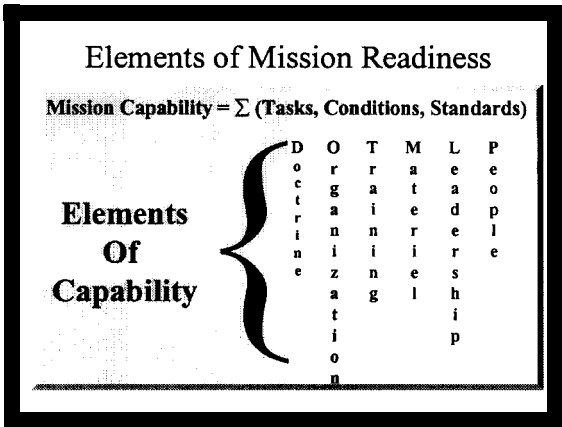 Elements of Mission Readiness
Mission Capability = Σ (Tasks, Conditions, Standards)
Elements
Of
Capability
Doctrine
Organization
Training
Materiel
Leadership
People